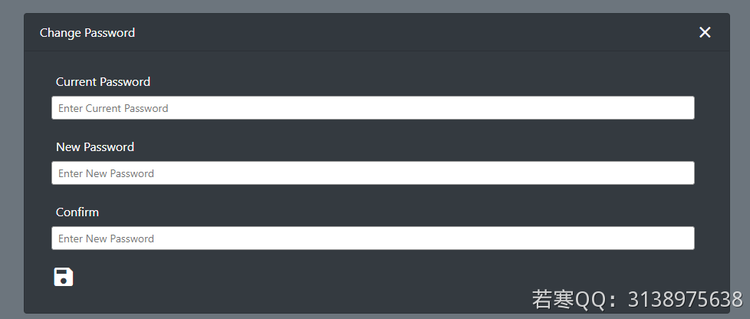 Change Password
Current Password
Enter Current Password
New Password
Enter New Password
Confirm
Enter New Password
若寒QQ：3138975638